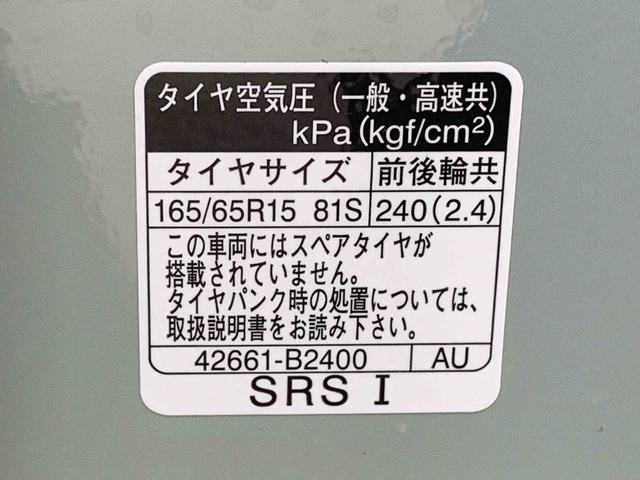 タイヤ空気圧（一般・高速共）
kPa(kgf/cm²)
タイヤサイズ 前後輪共
165/65R15 81S 240(2.4)
この車両にはスペアタイヤが
搭載されていません。
タイヤパンク時の処置については、
取扱説明書をお読み下さい。
42661-B2400 AU
SRS I